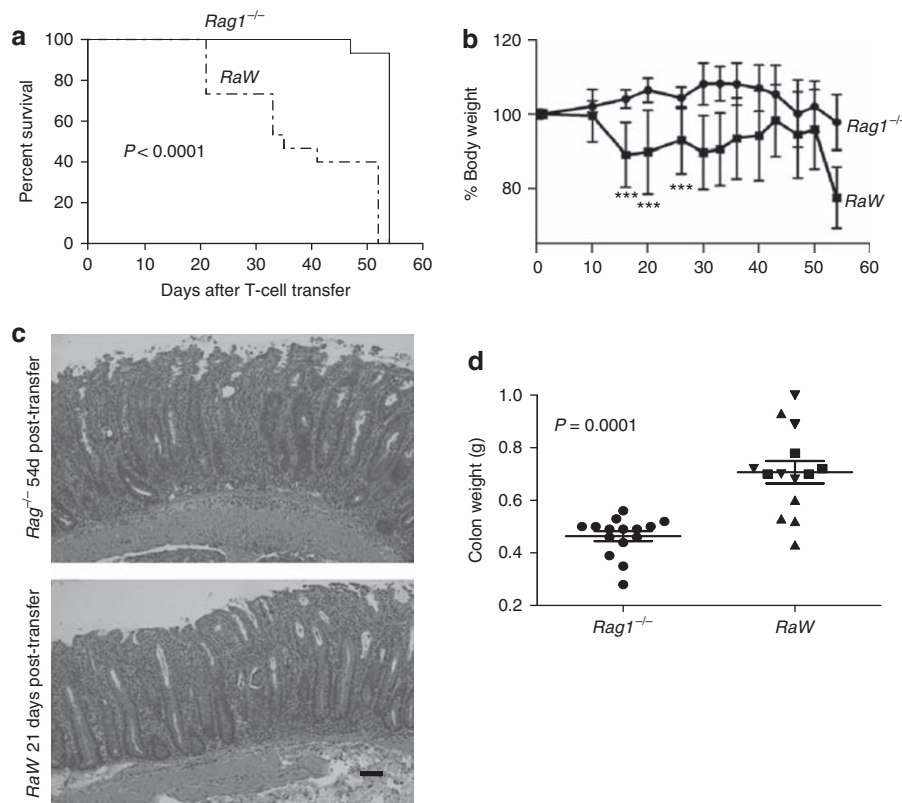 a
Rag1⁻/⁻
100
80
60
40
20
0
RaW
P < 0.0001
Percent survival
0 10 20 30 40 50 60
Days after T-cell transfer
b
120
100
80
% Body weight
***
***
***
Rag1⁻/⁻
RaW
0 10 20 30 40 50 60
c
Rag⁻/⁻ 54d post-transfer
RaW 21 days post-transfer
d
1.0
0.8
0.6
0.4
0.2
Colon weight (g)
P = 0.0001
Rag1⁻/⁻ RaW